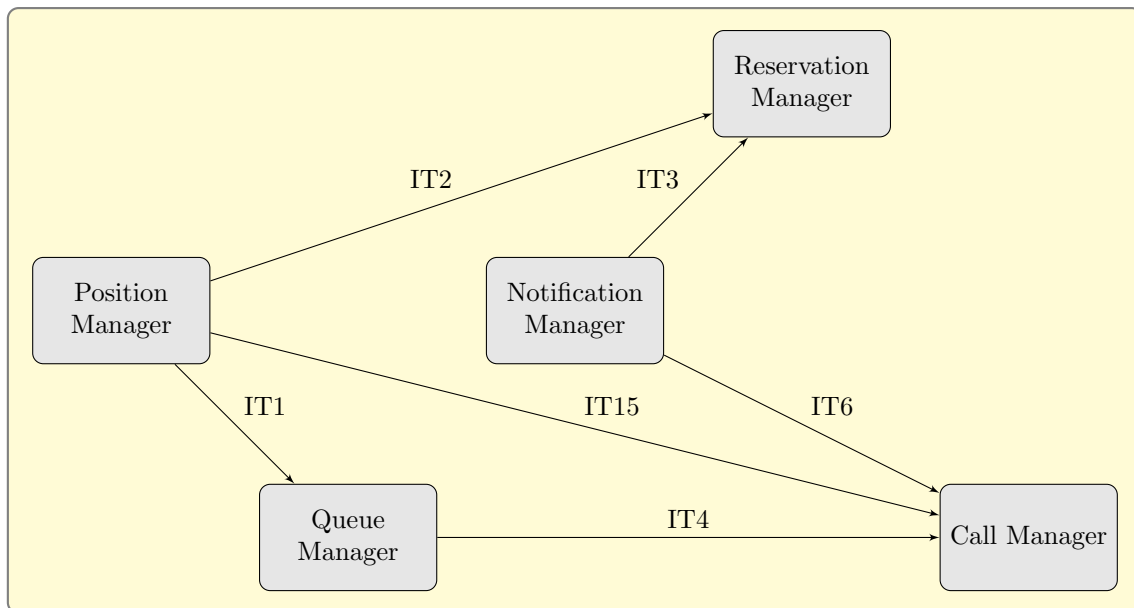 Reservation
Manager
IT2
IT3
Position
Manager
Notification
Manager
IT1
IT15
IT6
Queue
Manager
IT4
Call Manager